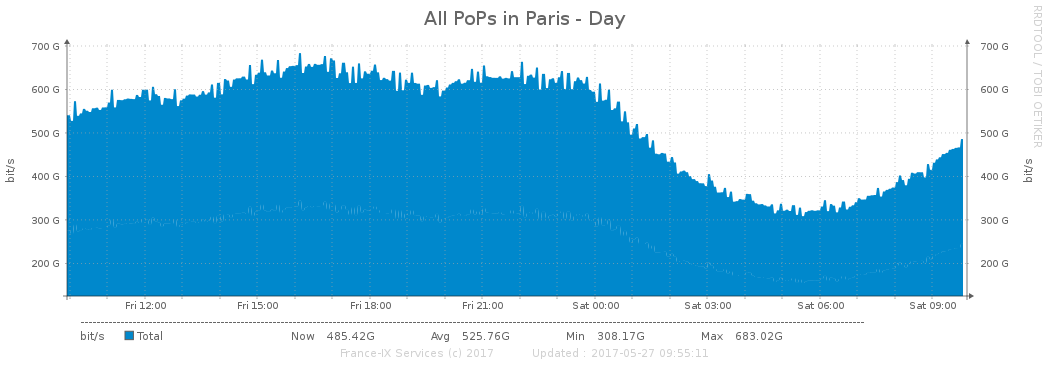 All PoPs in Paris - Day
RRDTOOL / TOBI OETIKER
700 G 700 G
600 G 600 G
500 G 500 G
400 G 400 G
300 G 300 G
200 G 200 G
bit/s bit/s
Fri 12:00 Fri 15:00 Fri 18:00 Fri 21:00 Sat 00:00 Sat 03:00 Sat 06:00 Sat 09:00
bit/s Total Now 485.42G Avg 525.76G Min 308.17G Max 683.02G
France-IX Services (c) 2017 Updated : 2017-05-27 09:55:11